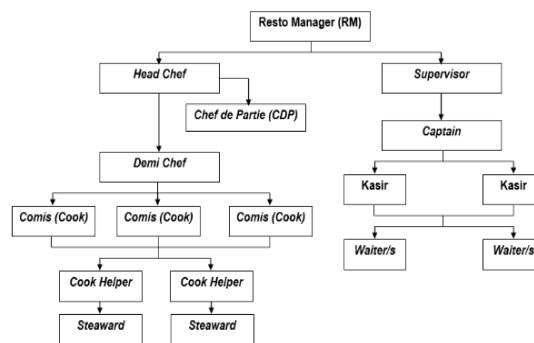 Resto Manager (RM)
Head Chef
Supervisor
Chef de Partie (CDP)
Captain
Demi Chef
Kasir
Kasir
Comis (Cook)
Comis (Cook)
Comis (Cook)
Waiter/s
Waiter/s
Cook Helper
Cook Helper
Steaward
Steaward